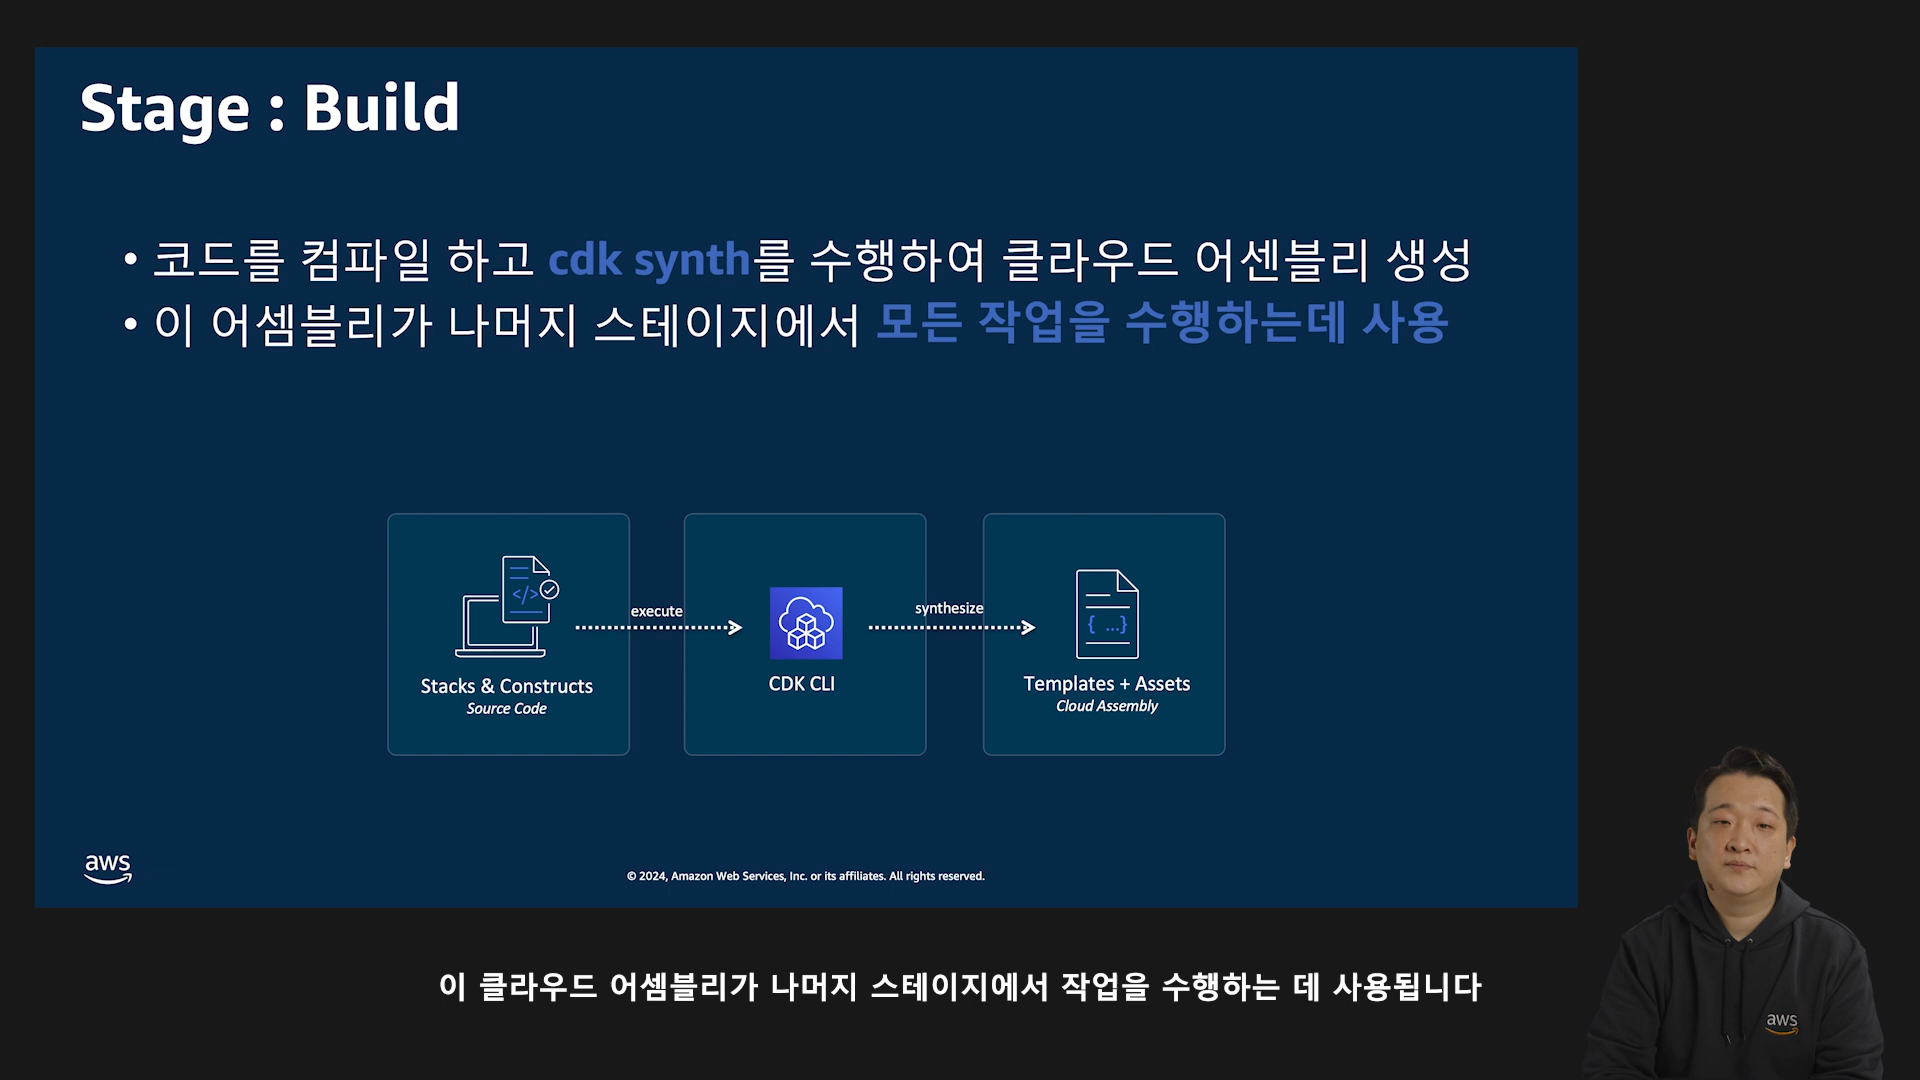 Stage : Build
• 코드를 컴파일 하고 cdk synth를 수행하여 클라우드 어센블리 생성
• 이 어셈블리가 나머지 스테이지에서 모든 작업을 수행하는데 사용
</>
execute
synthesize
{ ...}
Stacks & Constructs
Source Code
CDK CLI
Templates + Assets
Cloud Assembly
aws
© 2024, Amazon Web Services, Inc. or its affiliates. All rights reserved.
이 클라우드 어셈블리가 나머지 스테이지에서 작업을 수행하는 데 사용됩니다
aws